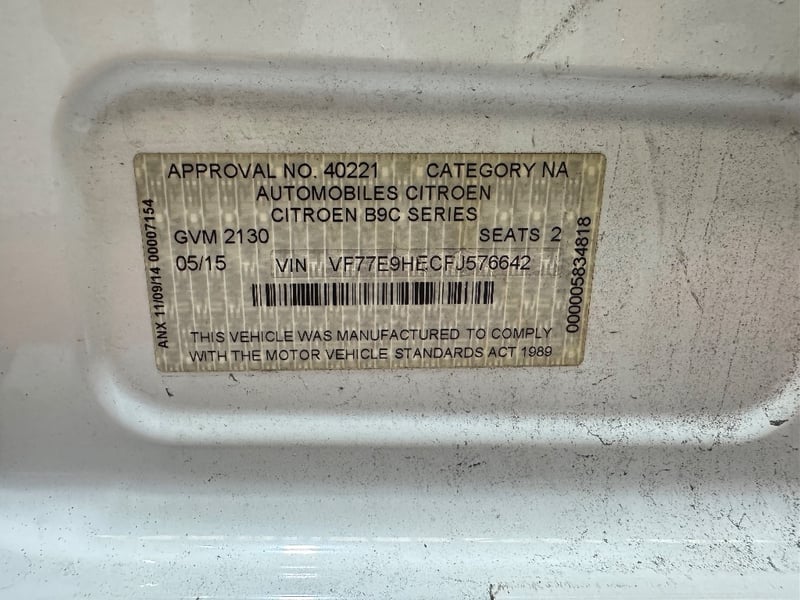 APPROVAL NO. 40221 CATEGORY NA
AUTOMOBILES CITROEN
CITROEN B9C SERIES
GVM 2130 SEATS 2
05/15 VIN VF77E9HECFJ576642
THIS VEHICLE WAS MANUFACTURED TO COMPLY
WITH THE MOTOR VEHICLE STANDARDS ACT 1989
ANX 11/09/14 00007154
000005834818